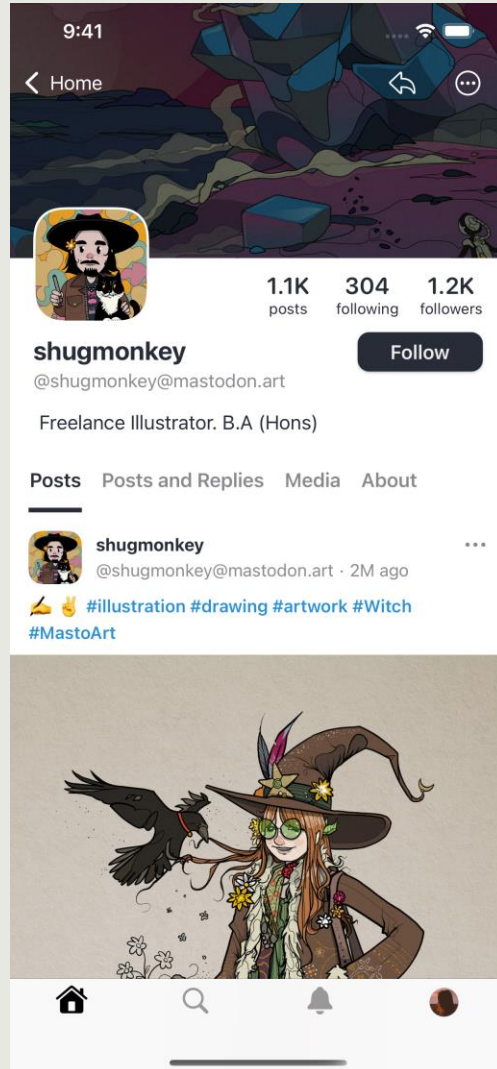 9:41
Home
1.1K 304 1.2K
posts following followers
shugmonkey
Follow
@shugmonkey@mastodon.art
Freelance Illustrator. B.A (Hons)
Posts Posts and Replies Media About
shugmonkey
@shugmonkey@mastodon.art · 2M ago
✍️ ✌️ #illustration #drawing #artwork #Witch
#MastoArt